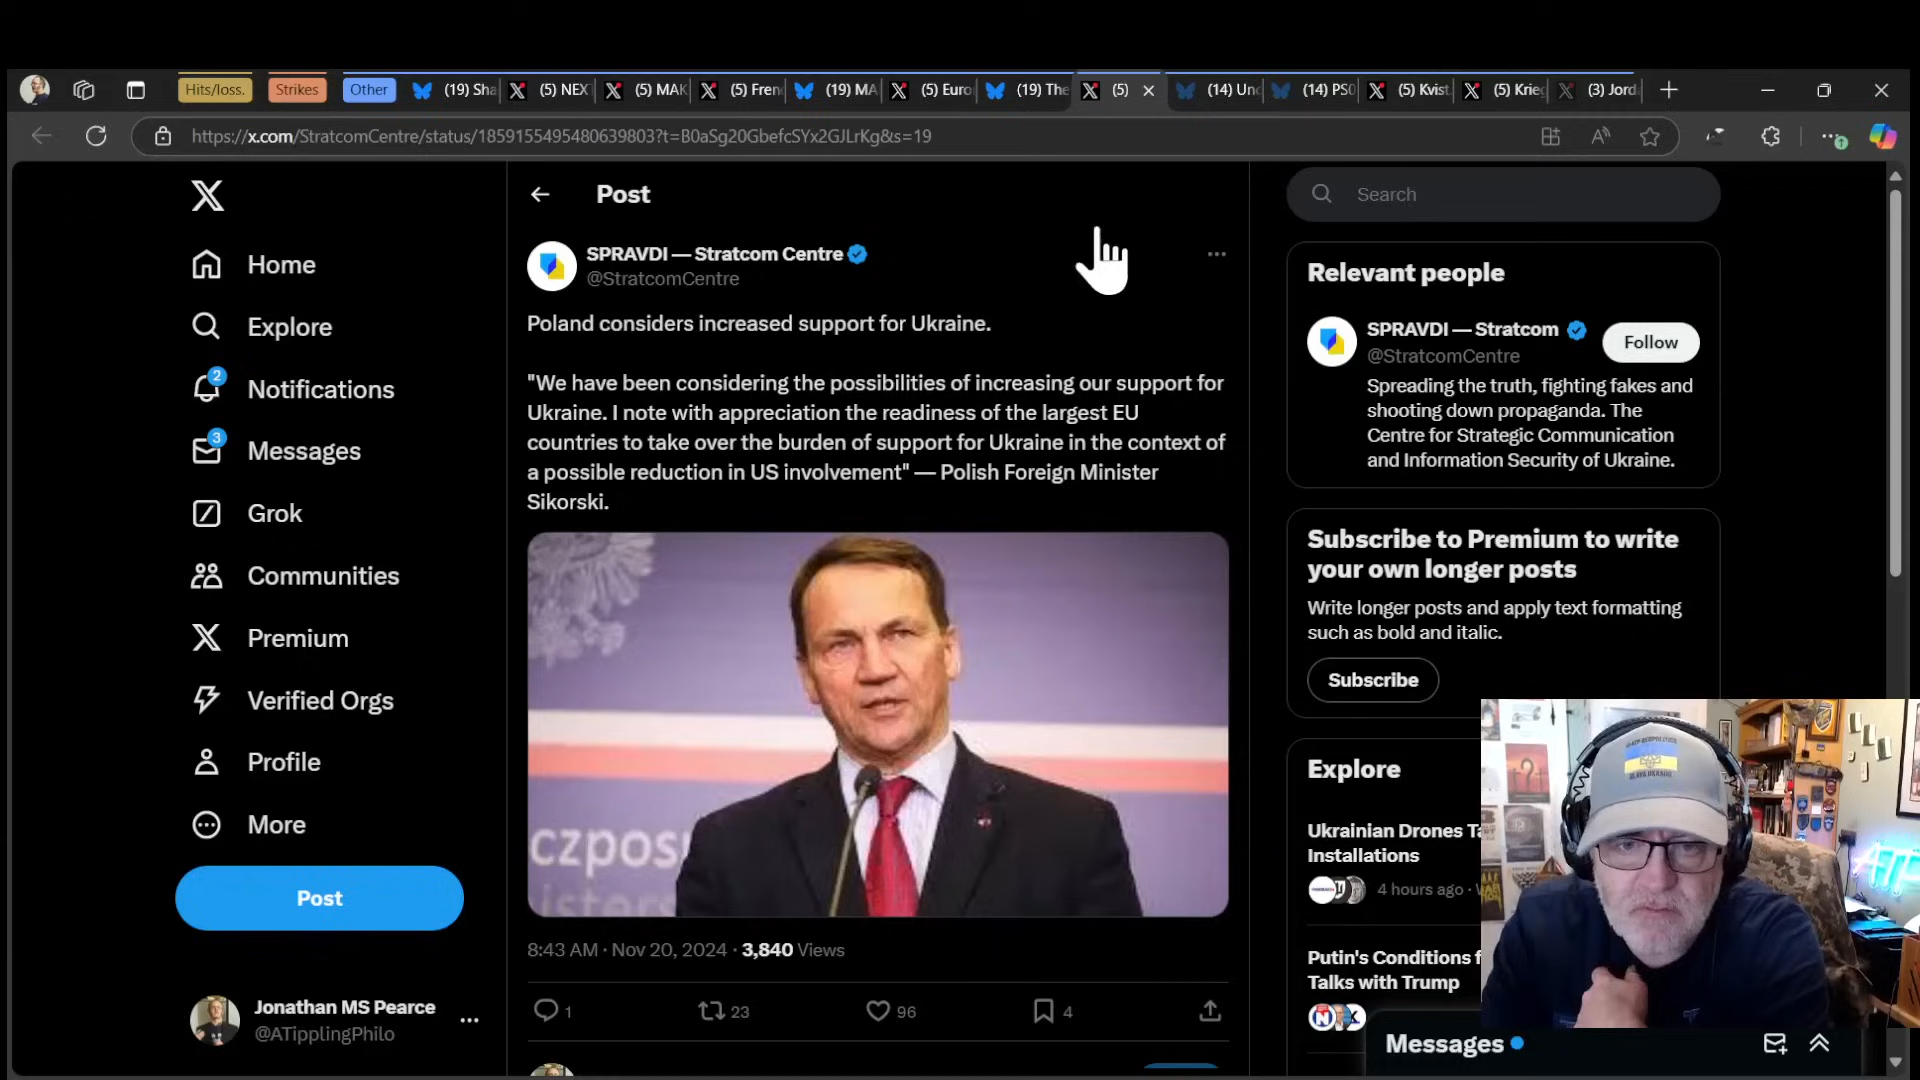 Hits/loss.
Strikes
Other
(19) Sha
(5) NEX
(5) MAK
(5) Fren
(19) MA
(5) Euro
(19) The
(5)
(14) Unc
(14) PS0
(5) Kvist
(5) Krieg
(3) Jord
https://x.com/StratcomCentre/status/1859155495480639803?t=B0aSg20GbefcSYx2GJLrKg&s=19
Home
Explore
2
Notifications
3
Messages
Grok
Communities
Premium
Verified Orgs
Profile
More
Post
Jonathan MS Pearce
@ATipplingPhilo
Post
SPRAVDI — Stratcom Centre
@StratcomCentre
Poland considers increased support for Ukraine.
"We have been considering the possibilities of increasing our support for
Ukraine. I note with appreciation the readiness of the largest EU
countries to take over the burden of support for Ukraine in the context of
a possible reduction in US involvement" — Polish Foreign Minister
Sikorski.
czposp
isters
8:43 AM · Nov 20, 2024 · 3,840 Views
1
23
96
4
Search
Relevant people
SPRAVDI — Stratcom
@StratcomCentre
Follow
Spreading the truth, fighting fakes and
shooting down propaganda. The
Centre for Strategic Communication
and Information Security of Ukraine.
Subscribe to Premium to write
your own longer posts
Write longer posts and apply text formatting
such as bold and italic.
Subscribe
Explore
Ukrainian Drones Ta
Installations
4 hours ago
Putin's Conditions f
Talks with Trump
Messages
ATP